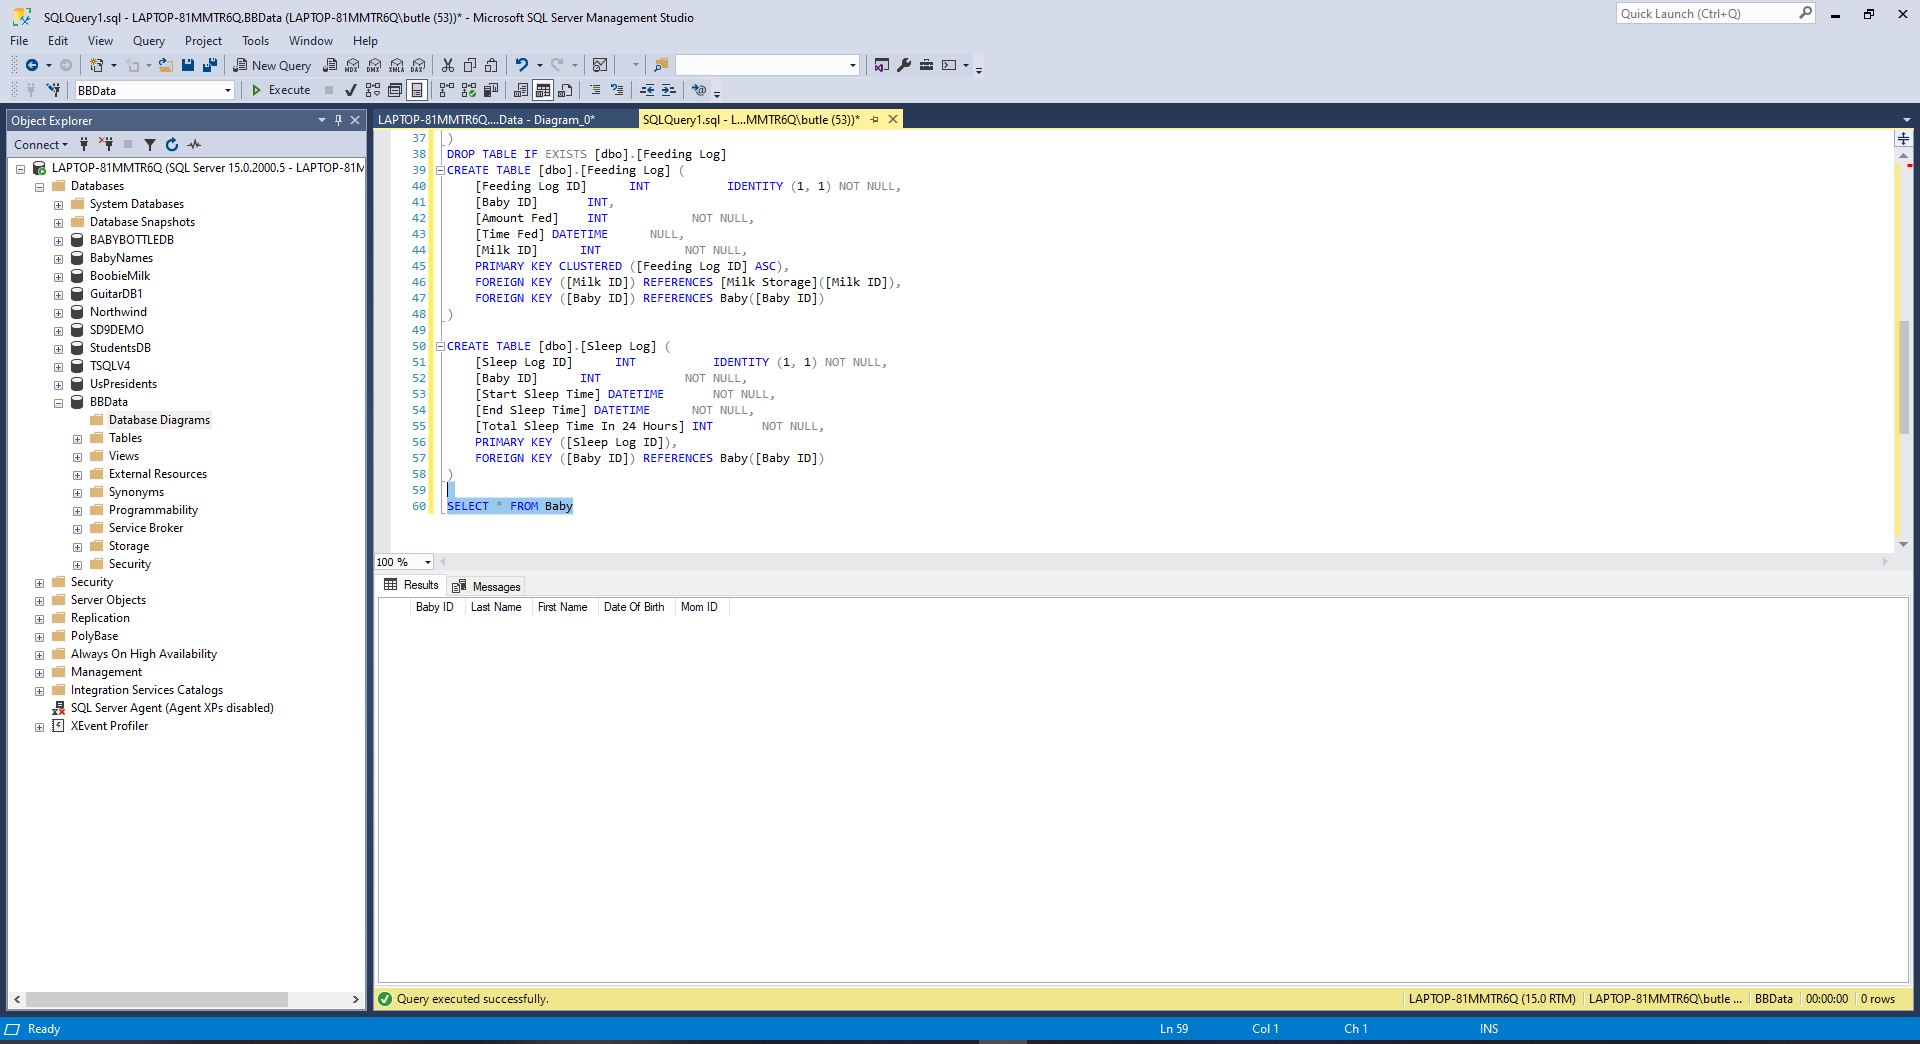 SQLQuery1.sql - LAPTOP-81MMTR6Q.BBData (LAPTOP-81MMTR6Q\butle (53))* - Microsoft SQL Server Management Studio
Quick Launch (Ctrl+Q)
File Edit View Query Project Tools Window Help
New Query
MDX DMX XMLA DAX
BBData
Execute
Object Explorer
Connect
LAPTOP-81MMTR6Q (SQL Server 15.0.2000.5 - LAPTOP-81M
Databases
System Databases
Database Snapshots
BABYBOTTLEDB
BabyNames
BoobieMilk
GuitarDB1
Northwind
SD9DEMO
StudentsDB
TSQLV4
UsPresidents
BBData
Database Diagrams
Tables
Views
External Resources
Synonyms
Programmability
Service Broker
Storage
Security
Security
Server Objects
Replication
PolyBase
Always On High Availability
Management
Integration Services Catalogs
SQL Server Agent (Agent XPs disabled)
XEvent Profiler
LAPTOP-81MMTR6Q....Data - Diagram_0*
SQLQuery1.sql - L...MMTR6Q\butle (53))*
37 )
38 DROP TABLE IF EXISTS [dbo].[Feeding Log]
39 CREATE TABLE [dbo].[Feeding Log] (
40 [Feeding Log ID] INT IDENTITY (1, 1) NOT NULL,
41 [Baby ID] INT,
42 [Amount Fed] INT NOT NULL,
43 [Time Fed] DATETIME NULL,
44 [Milk ID] INT NOT NULL,
45 PRIMARY KEY CLUSTERED ([Feeding Log ID] ASC),
46 FOREIGN KEY ([Milk ID]) REFERENCES [Milk Storage]([Milk ID]),
47 FOREIGN KEY ([Baby ID]) REFERENCES Baby([Baby ID])
48 )
49
50 CREATE TABLE [dbo].[Sleep Log] (
51 [Sleep Log ID] INT IDENTITY (1, 1) NOT NULL,
52 [Baby ID] INT NOT NULL,
53 [Start Sleep Time] DATETIME NOT NULL,
54 [End Sleep Time] DATETIME NOT NULL,
55 [Total Sleep Time In 24 Hours] INT NOT NULL,
56 PRIMARY KEY ([Sleep Log ID]),
57 FOREIGN KEY ([Baby ID]) REFERENCES Baby([Baby ID])
58 )
59
60 SELECT * FROM Baby
100 %
Results Messages
Baby ID Last Name First Name Date Of Birth Mom ID
Query executed successfully.
LAPTOP-81MMTR6Q (15.0 RTM) LAPTOP-81MMTR6Q\butle ... BBData 00:00:00 0 rows
Ready Ln 59 Col 1 Ch 1 INS